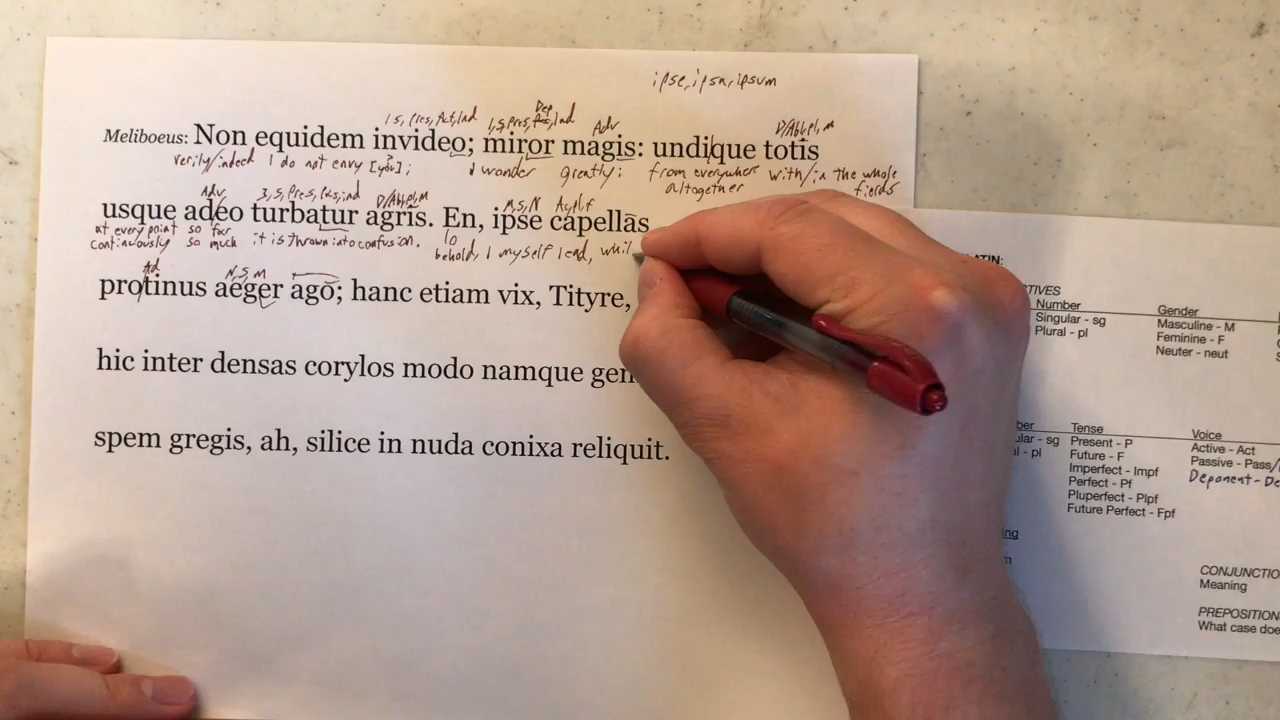 ipse, ipsa, ipsum
1s, Pres, Act, Ind
Dep
1, s, Pres, Pas, Ind
Adv
D/Abl, pl, m
Meliboeus: Non equidem invideo; miror magis: undique totis
verily/indeed I do not envy [you];
I wonder greatly; from everywhere with/in the whole
altogether fields
Adv
3, s, Pres, Pas, ind
D/Abl, pl, M
M, S, N
usque adeo turbatur agris. En, ipse capellas
at every point so far
continuously so much it is thrown into confusion.
lo
behold, I myself lead, whil
N, S, m
protinus aeger ago; hanc etiam vix, Tityre,
hic inter densas corylos modo namque gem
spem gregis, ah, silice in nuda conixa reliquit.
Number
Singular - sg
Plural - pl
Gender
Masculine - M
Feminine - F
Neuter - neut
Tense
Present - P
Future - F
Imperfect - Impf
Perfect - Pf
Pluperfect - Plpf
Future Perfect - Fpf
Voice
Active - Act
Passive - Pass/
Deponent - De
CONJUNCTIO
Meaning
PREPOSITION
What case doe